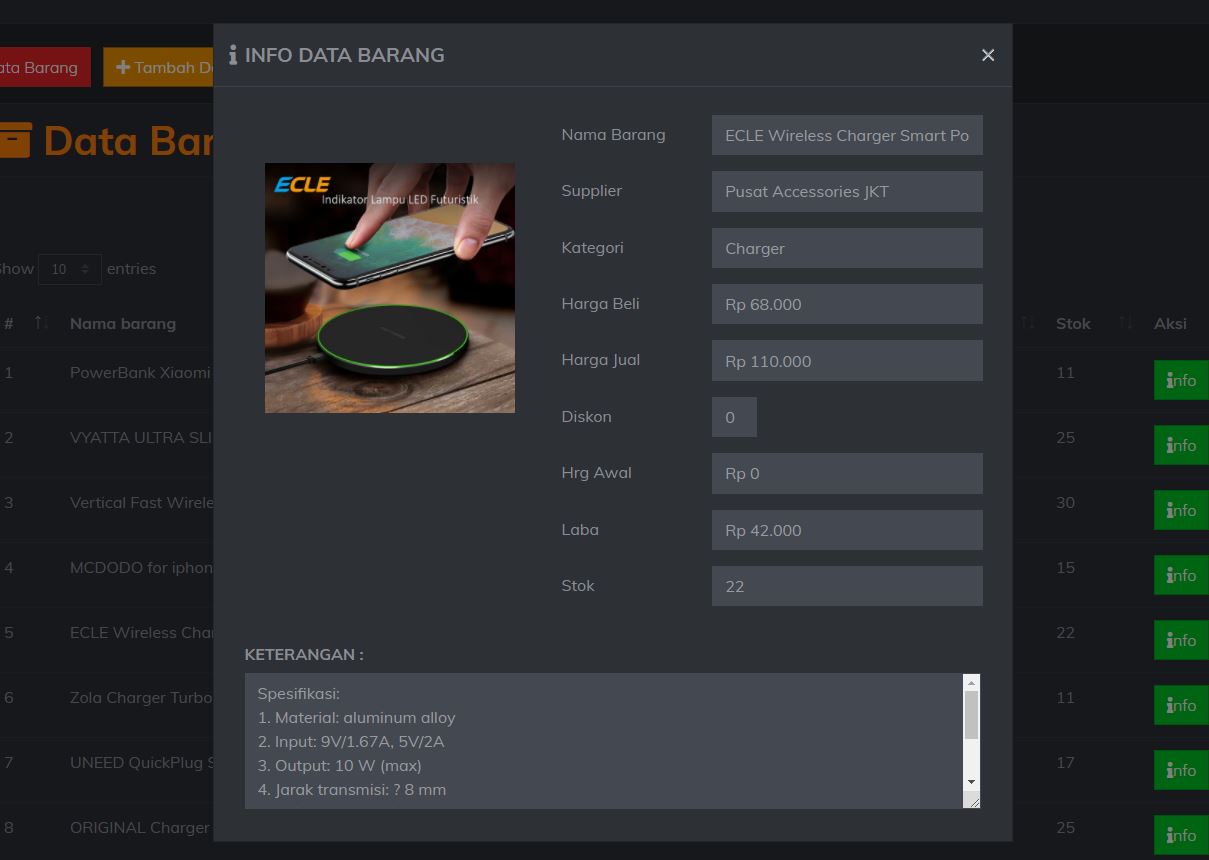 INFO DATA BARANG ×
ata Barang
Tambah D
Data Bar
Show 10 entries
# Nama barang Stok Aksi
1 PowerBank Xiaomi 11 info
2 VYATTA ULTRA SLI 25 info
3 Vertical Fast Wirele 30 info
4 MCDODO for iphon 15 info
5 ECLE Wireless Char 22 info
6 Zola Charger Turbo 11 info
7 UNEED QuickPlug S 17 info
8 ORIGINAL Charger 25 info
ECLE
Indikator Lampu LED Futuristik
Nama Barang ECLE Wireless Charger Smart Po
Supplier Pusat Accessories JKT
Kategori Charger
Harga Beli Rp 68.000
Harga Jual Rp 110.000
Diskon 0
Hrg Awal Rp 0
Laba Rp 42.000
Stok 22
KETERANGAN :
Spesifikasi:
1. Material: aluminum alloy
2. Input: 9V/1.67A, 5V/2A
3. Output: 10 W (max)
4. Jarak transmisi: ? 8 mm